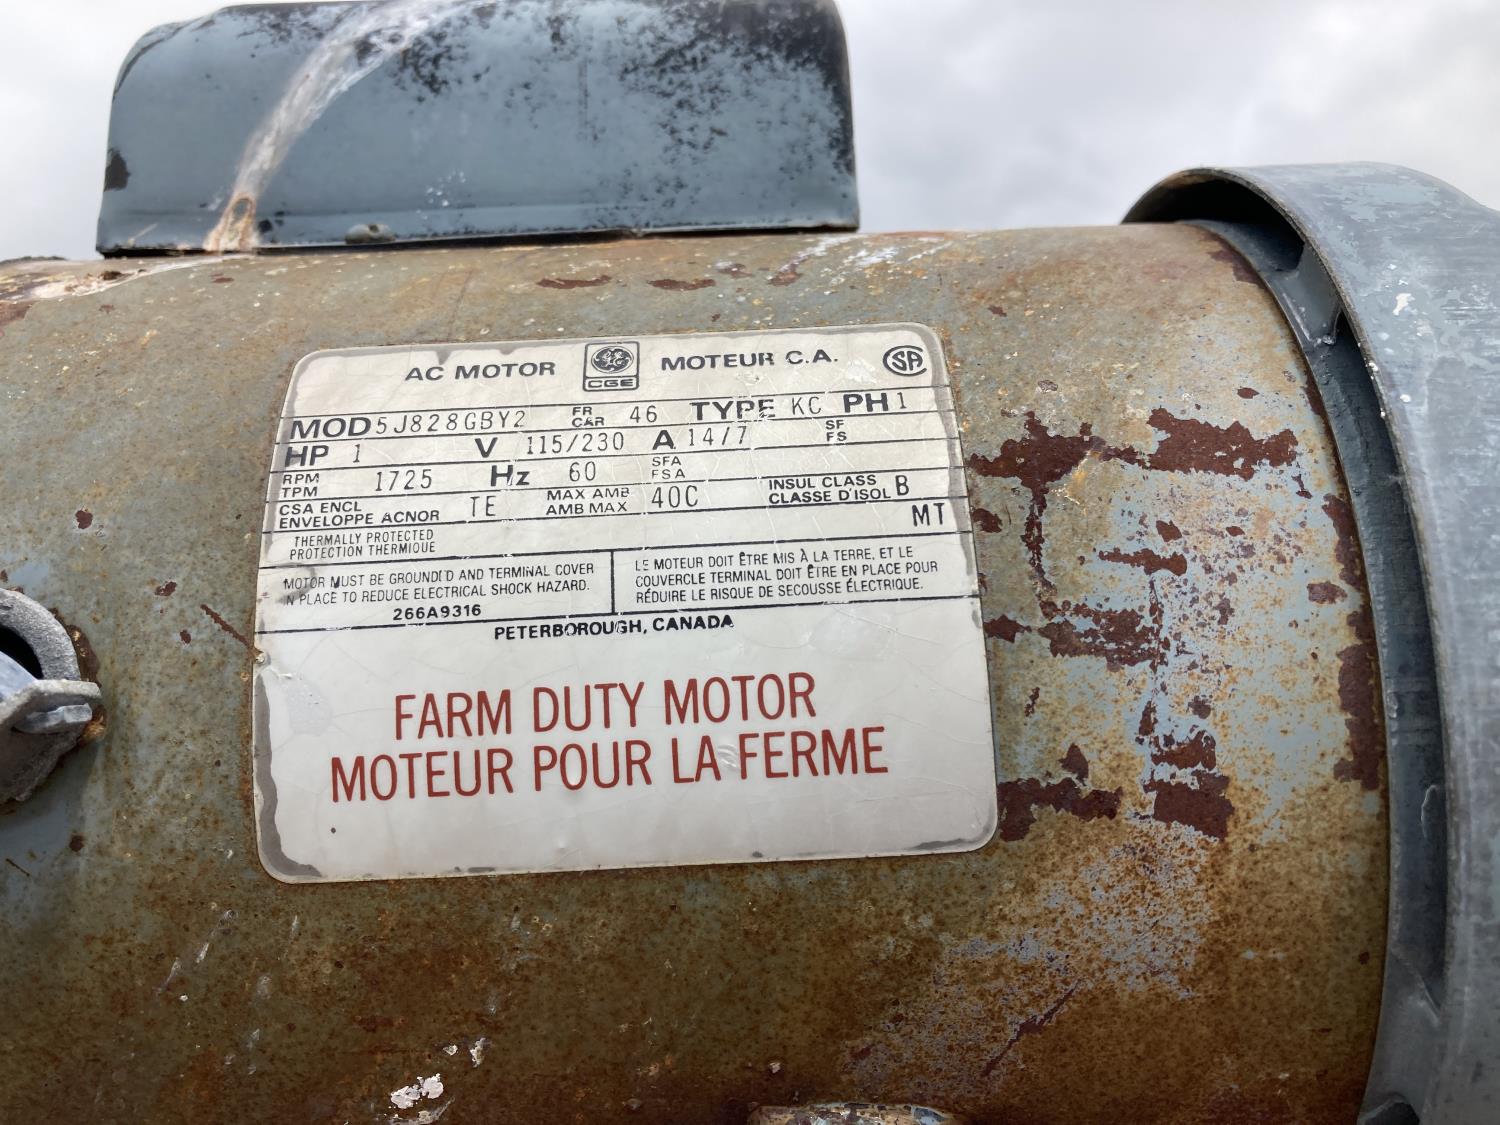 AC MOTOR CGE MOTEUR C.A. CSA
MOD 5J828GBY2 FR CAR 46 TYPE KC PH 1
HP 1 V 115/230 A 14/7 SF FS
RPM TPM 1725 Hz 60 SFA FSA
CSA ENCL ENVELOPPE ACNOR TE MAX AMB AMB MAX 40C INSUL CLASS CLASSE D'ISOL B
THERMALLY PROTECTED MT
PROTECTION THERMIQUE
MOTOR MUST BE GROUNDED AND TERMINAL COVER
IN PLACE TO REDUCE ELECTRICAL SHOCK HAZARD.
266A9316
LE MOTEUR DOIT ÊTRE MIS À LA TERRE, ET LE
COUVERCLE TERMINAL DOIT ÊTRE EN PLACE POUR
RÉDUIRE LE RISQUE DE SECOUSSE ÉLECTRIQUE.
PETERBOROUGH, CANADA
FARM DUTY MOTOR
MOTEUR POUR LA FERME